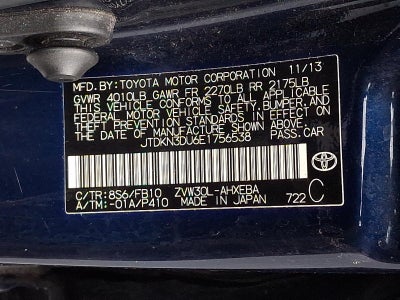 MFD. BY: TOYOTA MOTOR CORPORATION 11/13
GVWR 4010LB GAWR FR 2270LB RR 2175LB
THIS VEHICLE CONFORMS TO ALL APPLICABLE
FEDERAL MOTOR VEHICLE SAFETY, BUMPER, AND
THEFT PREVENTION STANDARDS IN EFFECT ON
THE DATE OF MANUFACTURE SHOWN ABOVE.
JTDKN3DU6E1756538 PASS. CAR
TOYOTA
C/TR: 8S6/FB10 ZVW30L-AHXEBA
A/TM: -01A/P410 MADE IN JAPAN 722 C